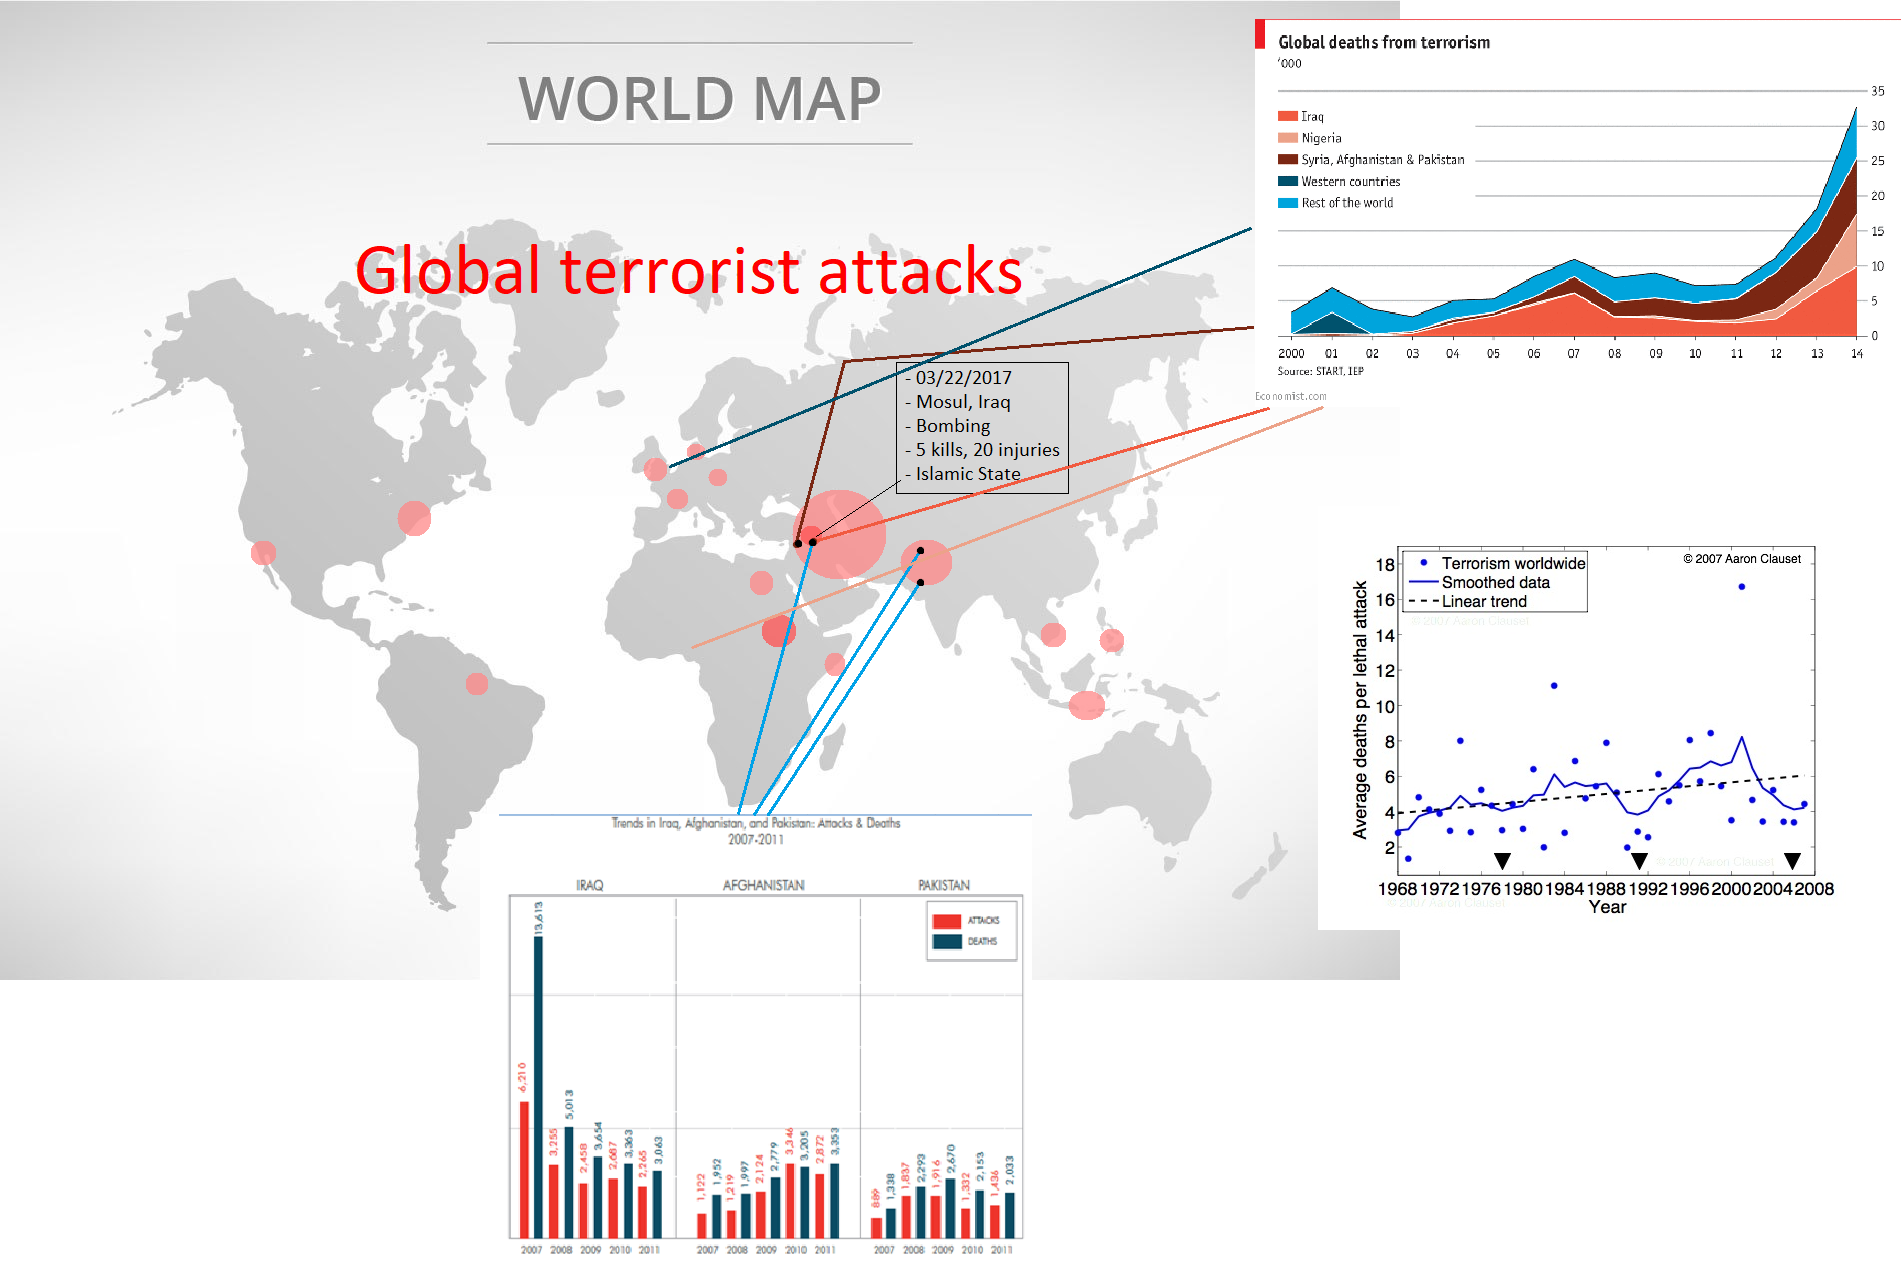 WORLD MAP
Global terrorist attacks
- 03/22/2017
- Mosul, Iraq
- Bombing
- 5 kills, 20 injuries
- Islamic State
Global deaths from terrorism
'000
Iraq
Nigeria
Syria, Afghanistan & Pakistan
Western countries
Rest of the world
35
30
25
20
15
10
5
0
2000 01 02 03 04 05 06 07 08 09 10 11 12 13 14
Source: START, IEP
Economist.com
© 2007 Aaron Clauset
Terrorism worldwide
Smoothed data
Linear trend
© 2007 Aaron Clauset
Average deaths per lethal attack
18
16
14
12
10
8
6
4
2
© 2007 Aaron Clauset
1968 1972 1976 1980 1984 1988 1992 1996 2000 2004 2008
© 2007 Aaron Clauset
Year
Trends in Iraq, Afghanistan, and Pakistan: Attacks & Deaths
2007-2011
IRAQ AFGHANISTAN PAKISTAN
ATTACKS
DEATHS
6,210 13,613 3,255 5,013 2,458 3,654 2,687 3,363 2,265 3,063
1,122 1,952 1,219 1,997 2,124 2,779 3,346 3,205 2,872 3,353
889 1,338 1,837 2,293 1,916 2,670 1,332 2,153 1,436 2,033
2007 2008 2009 2010 2011 2007 2008 2009 2010 2011 2007 2008 2009 2010 2011